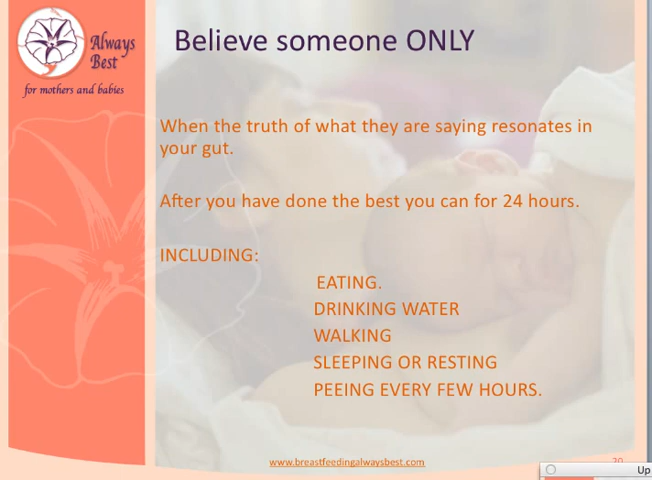 Always
Best
for mothers and babies
Believe someone ONLY
When the truth of what they are saying resonates in
your gut.
After you have done the best you can for 24 hours.
INCLUDING:
EATING.
DRINKING WATER
WALKING
SLEEPING OR RESTING
PEEING EVERY FEW HOURS.
www.breastfeedingalwaysbest.com
20
Up